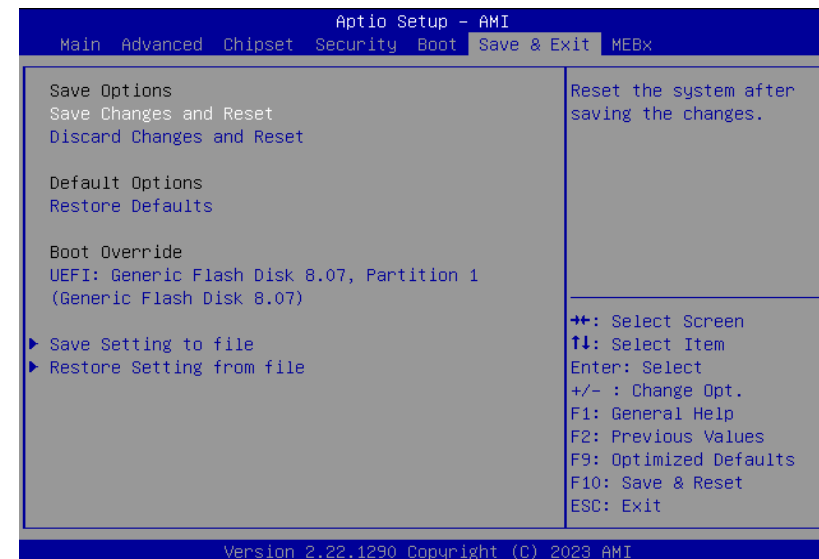 Aptio Setup – AMI
Main Advanced Chipset Security Boot Save & Exit MEBx
Save Options
Save Changes and Reset
Discard Changes and Reset
Default Options
Restore Defaults
Boot Override
UEFI: Generic Flash Disk 8.07, Partition 1
(Generic Flash Disk 8.07)
▶ Save Setting to file
▶ Restore Setting from file
Reset the system after
saving the changes.
→←: Select Screen
↑↓: Select Item
Enter: Select
+/- : Change Opt.
F1: General Help
F2: Previous Values
F9: Optimized Defaults
F10: Save & Reset
ESC: Exit
Version 2.22.1290 Copyright (C) 2023 AMI